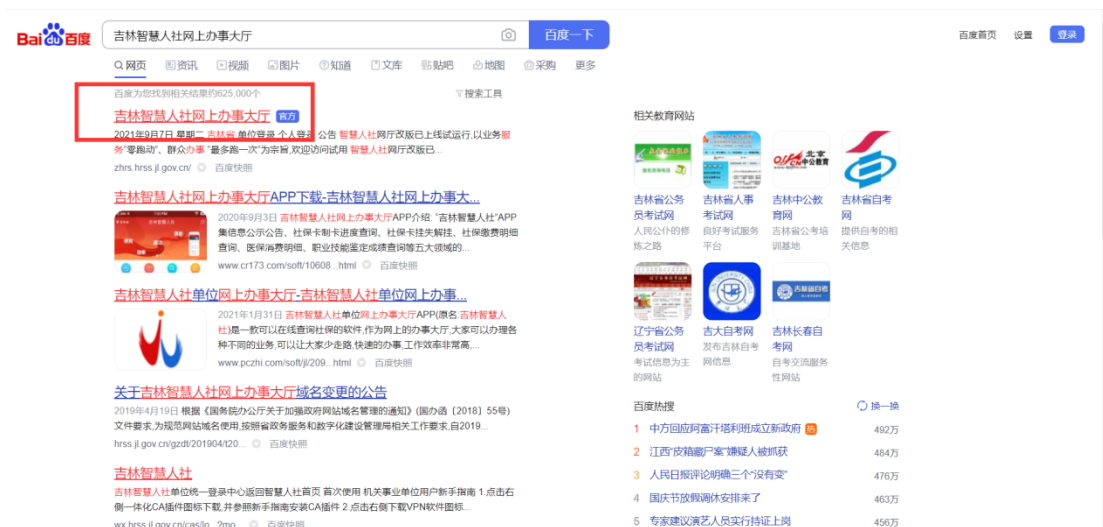 Bai du 百度
吉林智慧人社网上办事大厅
百度一下
百度首页 设置 登录
网页 资讯 视频 图片 知道 文库 贴吧 地图 采购 更多
百度为您找到相关结果约625,000个
搜索工具
吉林智慧人社网上办事大厅 官方
2021年9月7日 星期二 吉林省 单位登录 个人登录 公告 智慧人社网厅改版已上线试运行,以业务服
务“零跑动”、群众办事 “最多跑一次”为宗旨,欢迎访问试用 智慧人社网厅改版已...
zhrs.hrss.jl.gov.cn/ 百度快照
吉林智慧人社网上办事大厅APP下载-吉林智慧人社网上办事大...
2020年9月3日 吉林智慧人社网上办事大厅APP介绍: “吉林智慧人社”APP
集信息公示公告、社保卡制卡进度查询、社保卡挂失解挂、社保缴费明细
查询、医保消费明细、职业技能鉴定成绩查询等五大领域的...
www.cr173.com/soft/10608...html 百度快照
吉林智慧人社单位网上办事大厅-吉林智慧人社单位网上办事...
2021年1月31日 吉林智慧人社单位网上办事大厅APP(原名:吉林智慧人
社)是一款可以在线查询社保的软件,作为网上的办事大厅,大家可以办理各
种不同的业务,可以让大家少走路,快速的办事,工作效率非常高,...
www.pczhi.com/soft/jl/209...html 百度快照
关于吉林智慧人社网上办事大厅域名变更的公告
2019年4月19日 根据《国务院办公厅关于加强政府网站域名管理的通知》(国办函〔2018〕55号)
文件要求,为规范网站域名使用,按照省政务服务和数字化建设管理局相关工作要求,自2019...
hrss.jl.gov.cn/gzdt/201904/t20... 百度快照
吉林智慧人社
吉林智慧人社单位统一登录中心返回智慧人社首页 首次使用 机关事业单位用户新手指南 1.点击右
侧一体化CA插件图标下载,并参照新手指南安装CA插件 2.点击右侧下载VPN软件图标...
wx.hrss.jl.gov.cn/cas/lo...?mo... 百度快照
相关教育网站
北京
中公教育
吉林省公务
员考试网
人民公仆的修
炼之路
吉林省人事
考试网
良好考试服务
平台
吉林中公教
育网
吉林省公考培
训基地
吉林省自考
网
提供自考的相
关信息
吉林省自考
辽宁省公务
员考试网
考试信息为主
的网站
吉大自考网
发布吉林自考
网信息
吉林长春自
考网
自考交流服务
性网站
百度热搜 换一换
1 中方回应阿富汗塔利班成立新政府 热 492万
2 江西“皮箱藏尸案”嫌疑人被抓获 484万
3 人民日报评论明确三个“没有变” 476万
4 国庆节放假调休安排来了 463万
5 专家建议演艺人员实行持证上岗 456万